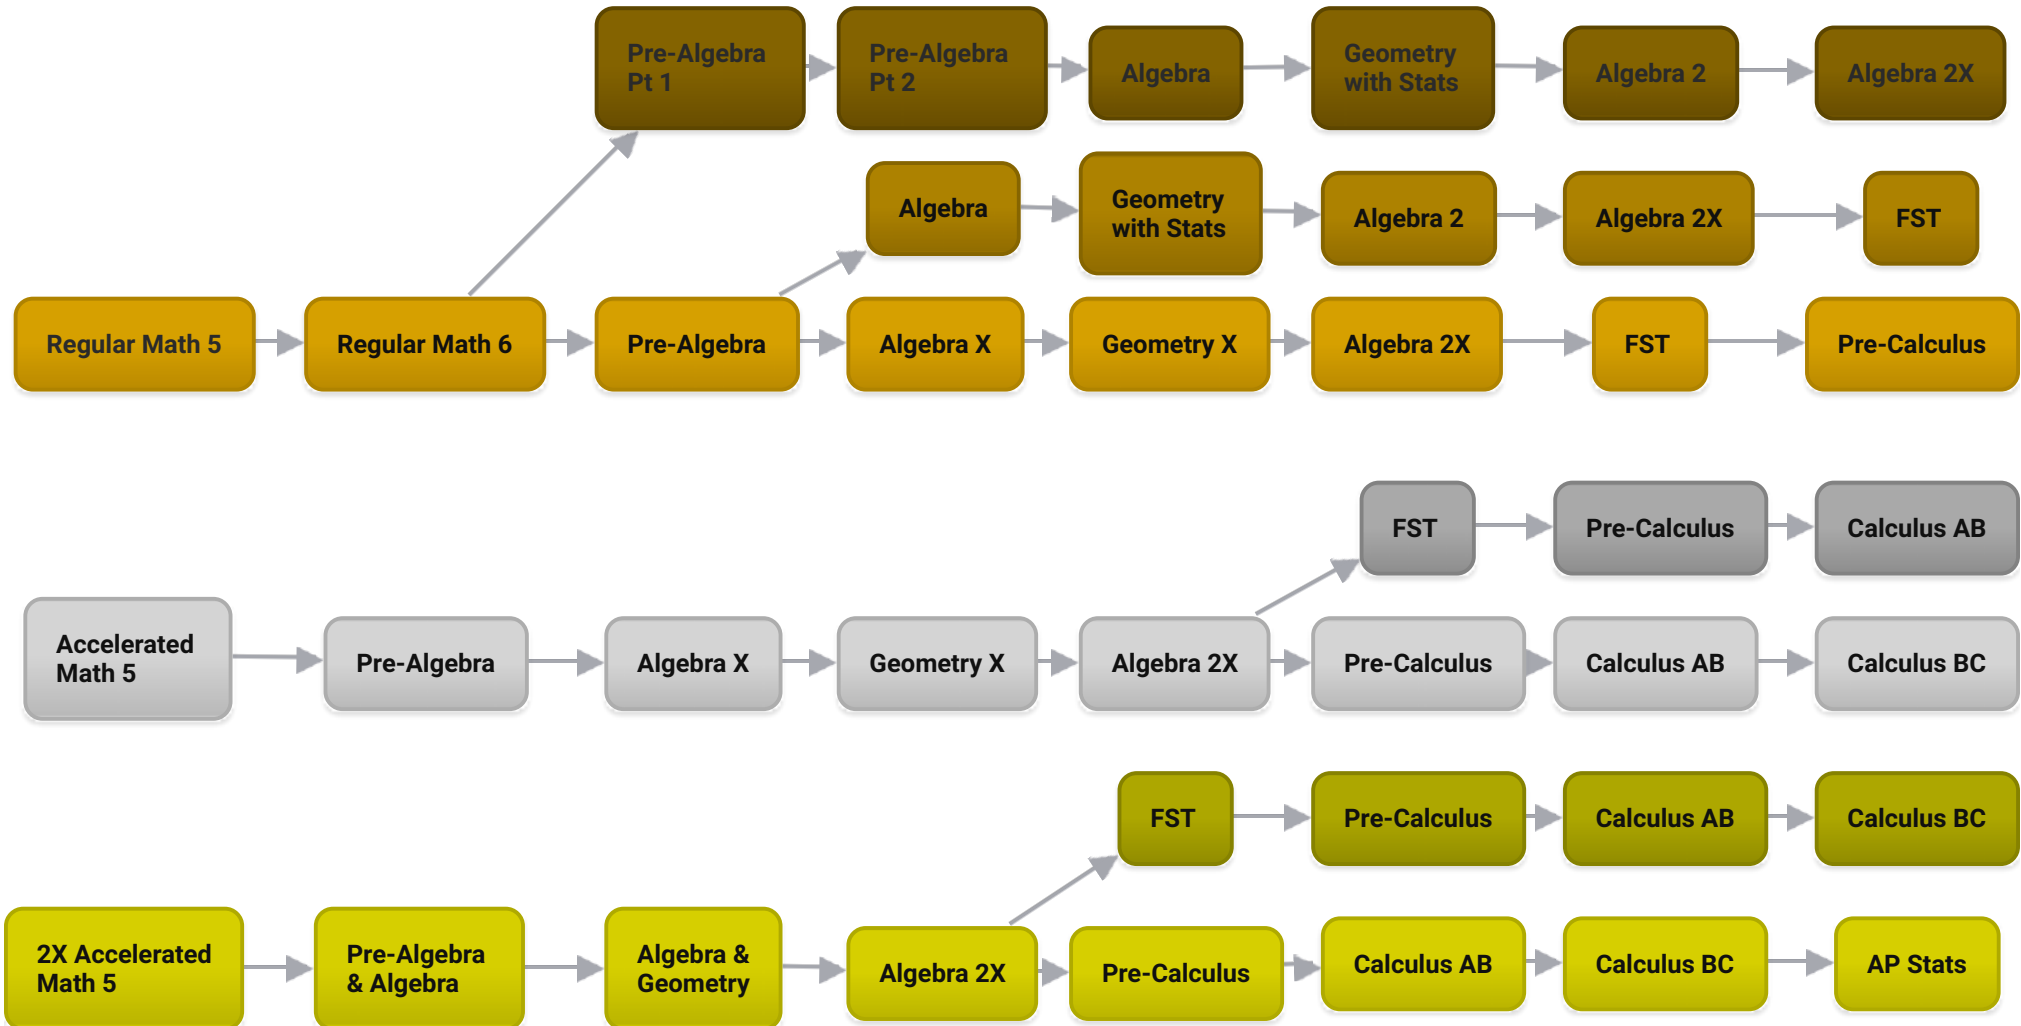 Pre-Algebra
Pt 1
Pre-Algebra
Pt 2
Algebra
Geometry
with Stats
Algebra 2
Algebra 2X
Algebra
Geometry
with Stats
Algebra 2
Algebra 2X
FST
Regular Math 5
Regular Math 6
Pre-Algebra
Algebra X
Geometry X
Algebra 2X
FST
Pre-Calculus
FST
Pre-Calculus
Calculus AB
Accelerated
Math 5
Pre-Algebra
Algebra X
Geometry X
Algebra 2X
Pre-Calculus
Calculus AB
Calculus BC
FST
Pre-Calculus
Calculus AB
Calculus BC
2X Accelerated
Math 5
Pre-Algebra
& Algebra
Algebra &
Geometry
Algebra 2X
Pre-Calculus
Calculus AB
Calculus BC
AP Stats